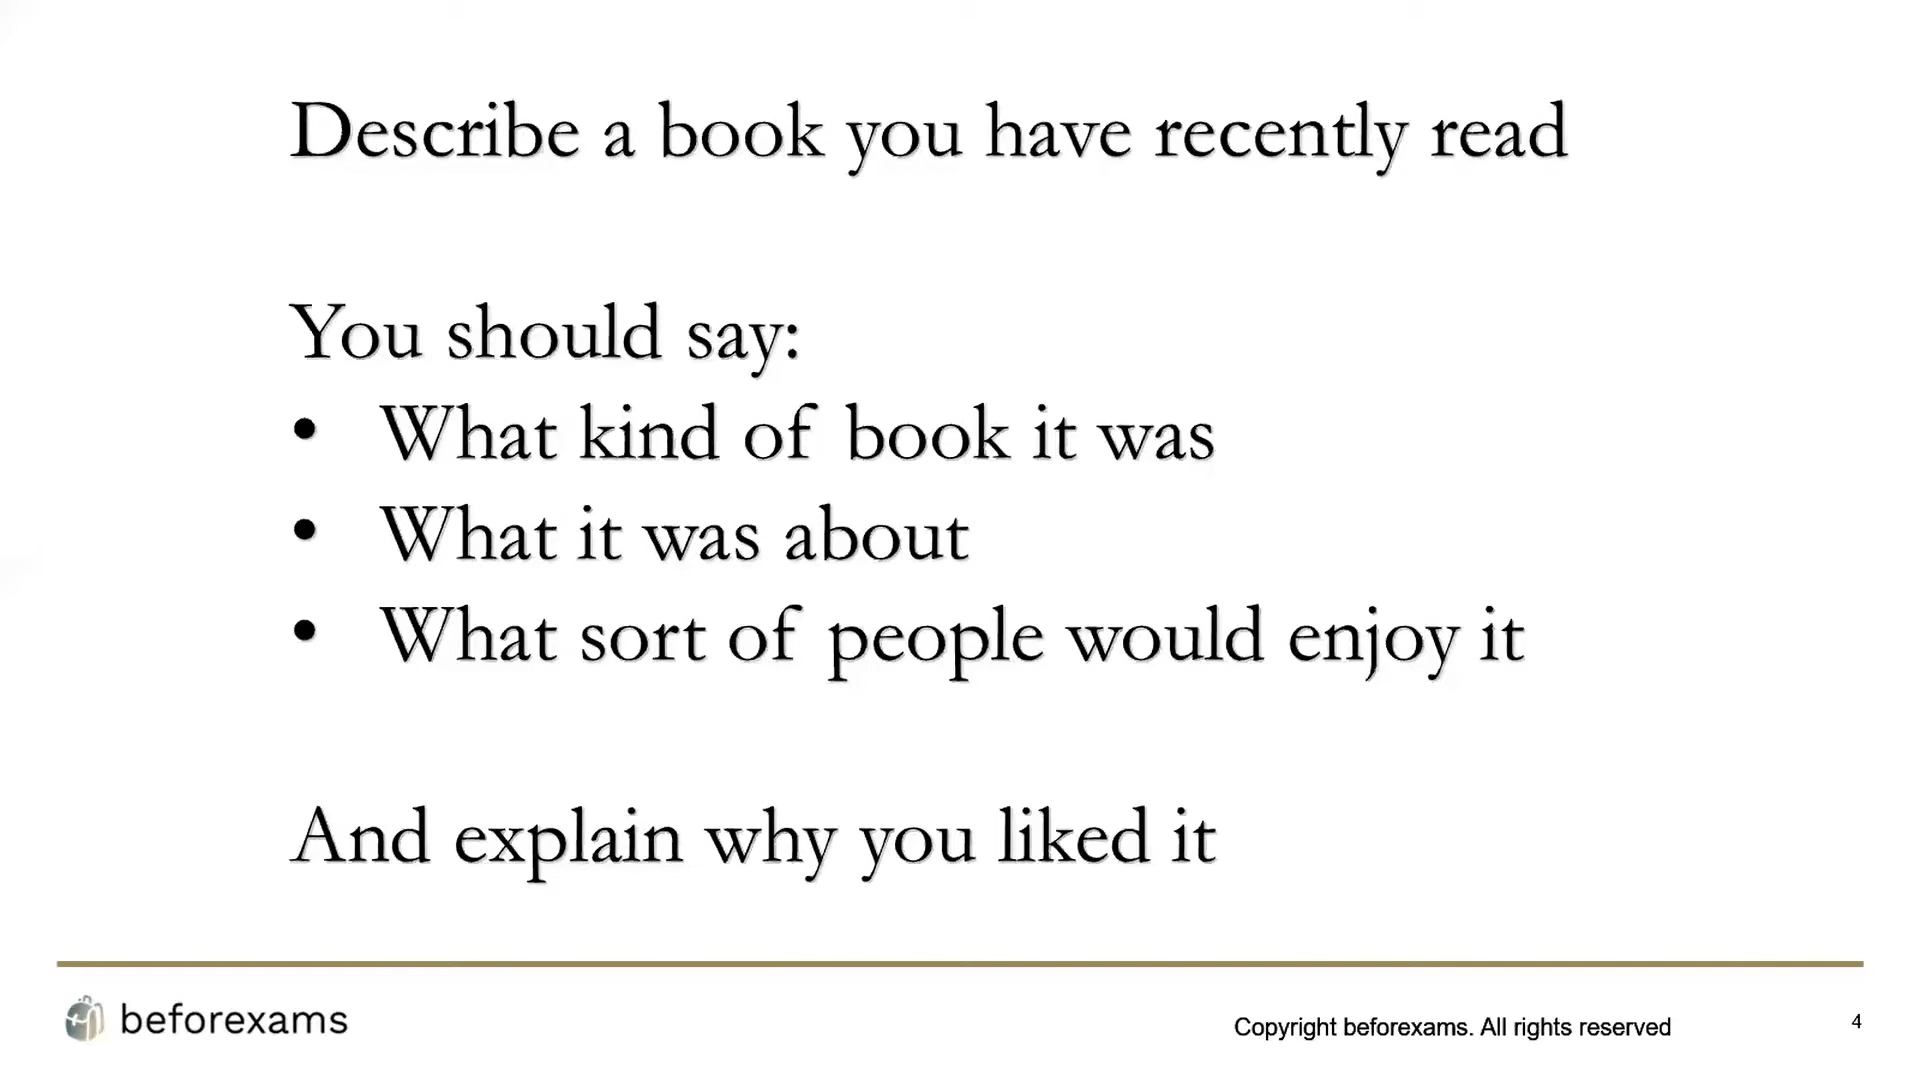 Describe a book you have recently read
You should say:
• What kind of book it was
• What it was about
• What sort of people would enjoy it
And explain why you liked it
beforexams
Copyright beforexams. All rights reserved
4